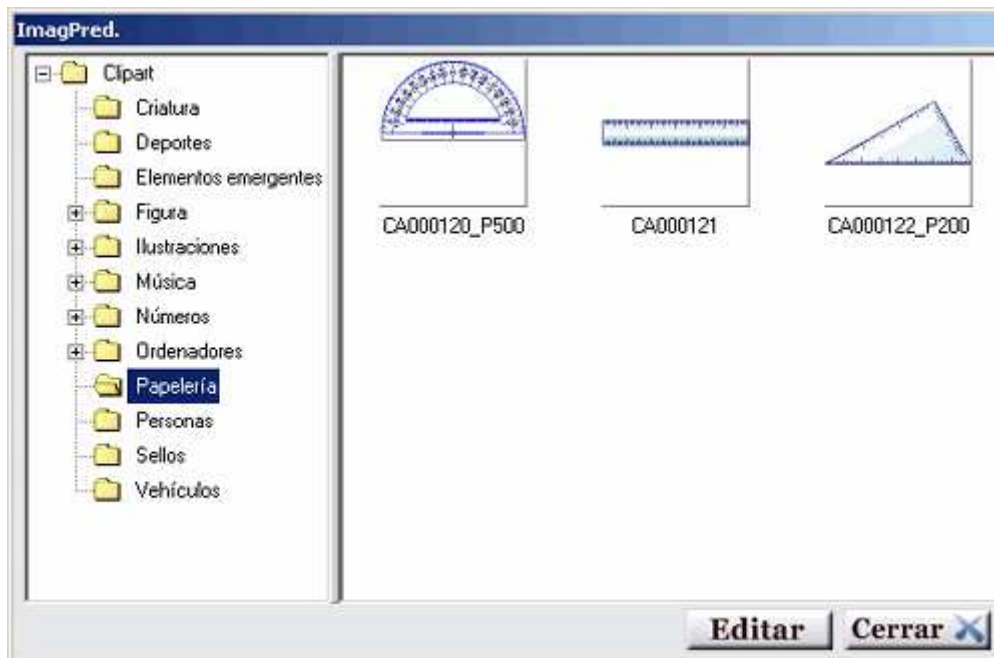 ImagPred.
Clipart
Criatura
Deportes
Elementos emergentes
Figura
Ilustraciones
Música
Números
Ordenadores
Papelería
Personas
Sellos
Vehículos
CA000120_P500
CA000121
CA000122_P200
Editar
Cerrar